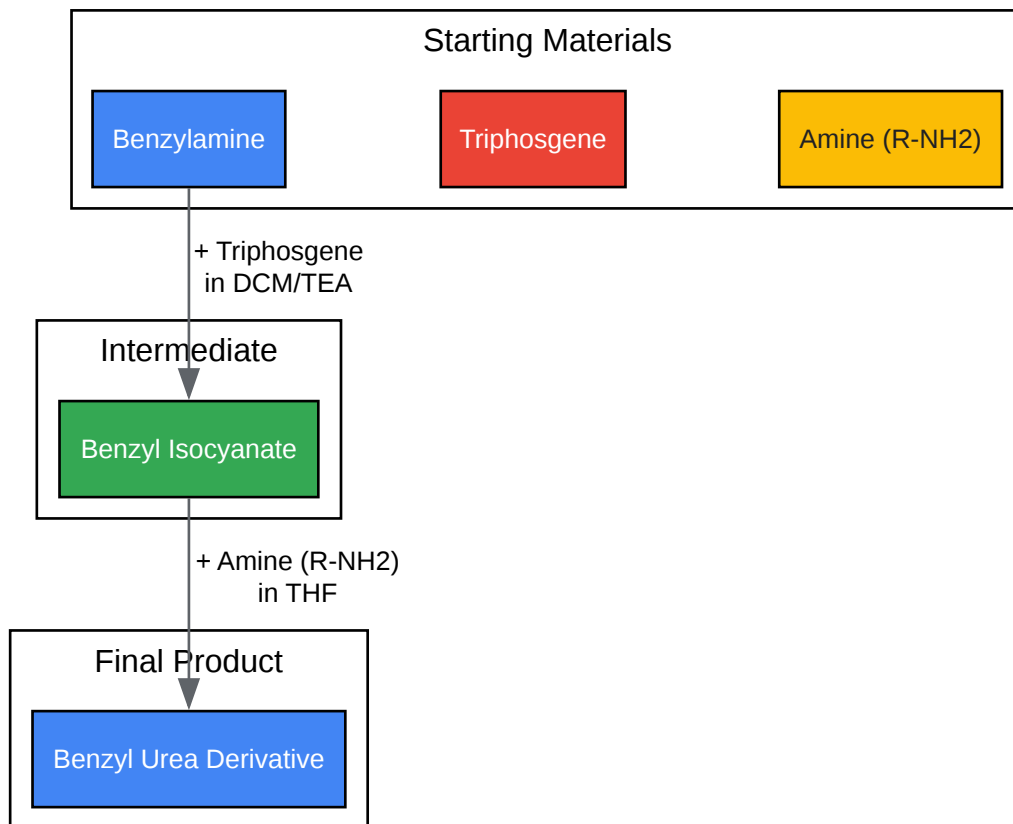 Starting Materials
Benzylamine
Triphosgene
Amine (R-NH2)
+ Triphosgene
in DCM/TEA
Intermediate
Benzyl Isocyanate
+ Amine (R-NH2)
in THF
Final Product
Benzyl Urea Derivative